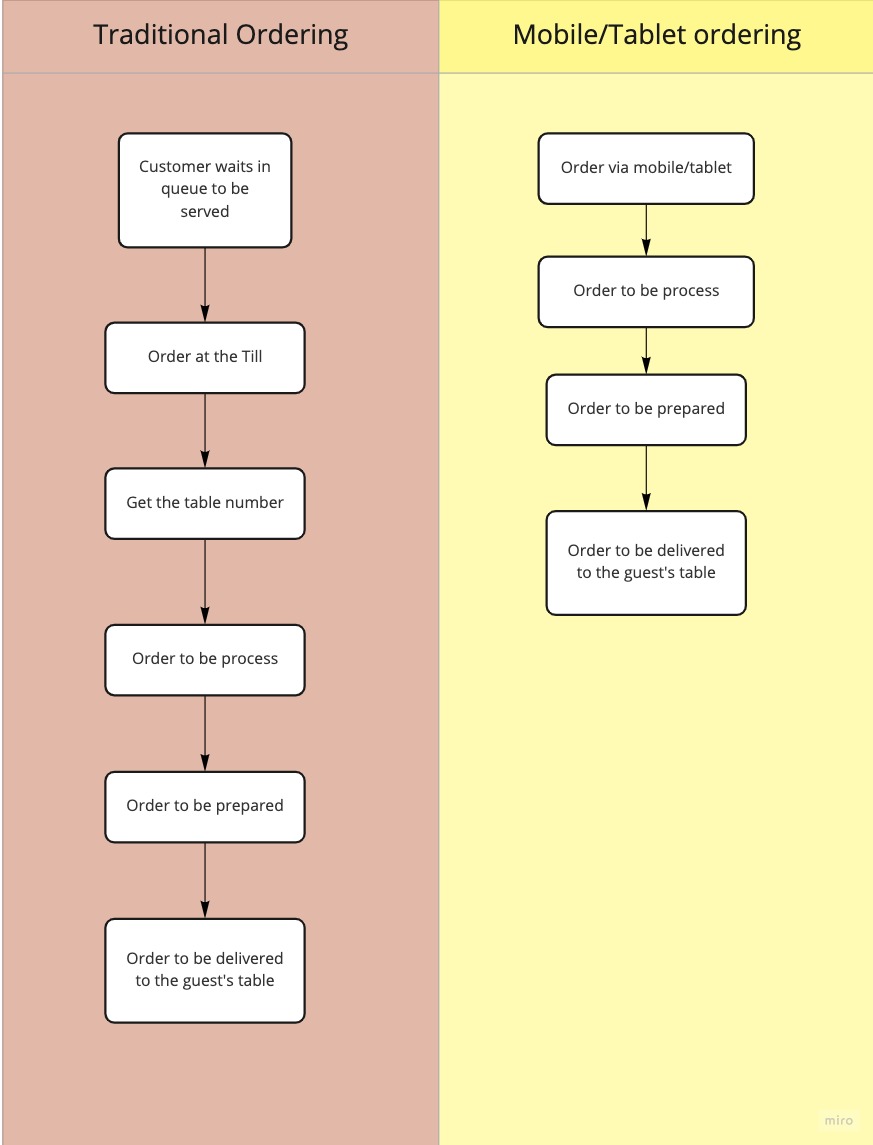 Traditional Ordering
Customer waits in
queue to be
served
Order at the Till
Get the table number
Order to be process
Order to be prepared
Order to be delivered
to the guest's table
Mobile/Tablet ordering
Order via mobile/tablet
Order to be process
Order to be prepared
Order to be delivered
to the guest's table
miro